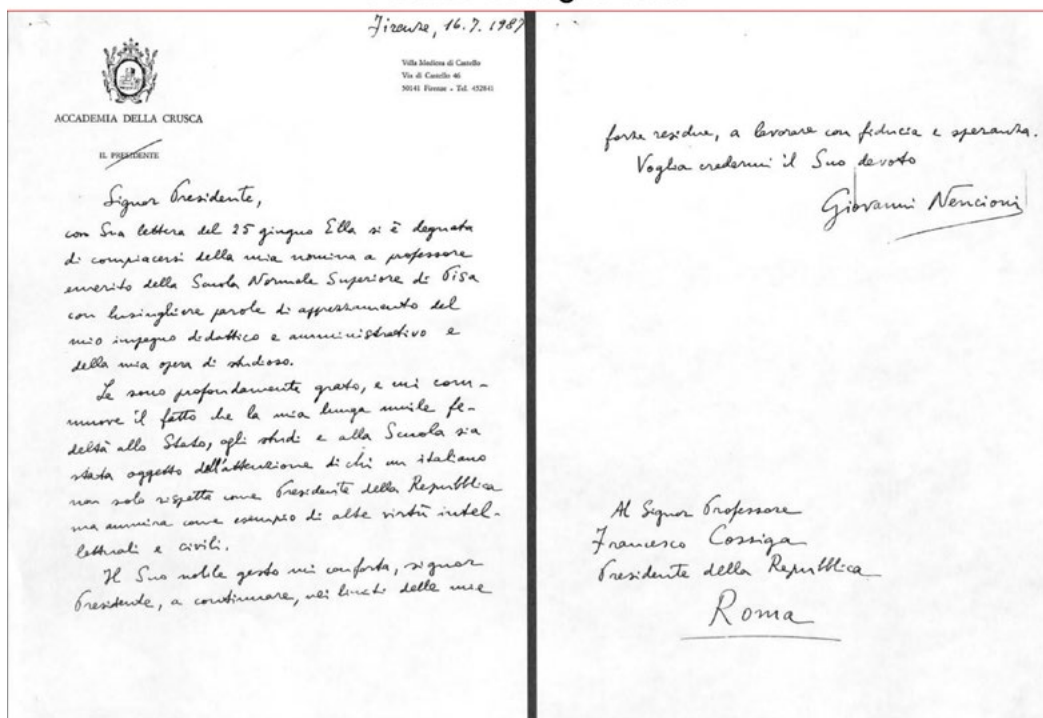 Firenze, 16.7.1987
Villa Medicea di Castello
Via di Castello 46
50141 Firenze - Tel. 452841
ACCADEMIA DELLA CRUSCA
IL PRESIDENTE
Signor Presidente,
con Sua lettera del 25 giugno Ella si è degnata
di compiacersi della mia nomina a professore
emerito della Scuola Normale Superiore di Pisa
con lusinghiere parole di apprezzamento del
mio impegno didattico e amministrativo e
della mia opera di studioso.
Le sono profondamente grato, e mi com-
muove il fatto che la mia lunga umile fe-
deltà allo Stato, agli studi e alla Scuola sia
stata oggetto dell'attenzione di chi un italiano
non solo rispetta come Presidente della Repubblica
ma ammira come esempio di alte virtù intel-
lettuali e civili.
Il Suo nobile gesto mi conforta, signor
Presidente, a continuare, nei limiti delle mie
forze residue, a lavorare con fiducia e speranza.
Voglia credermi il Suo devoto
Giovanni Nencioni
Al Signor Professore
Francesco Cossiga
Presidente della Repubblica
Roma